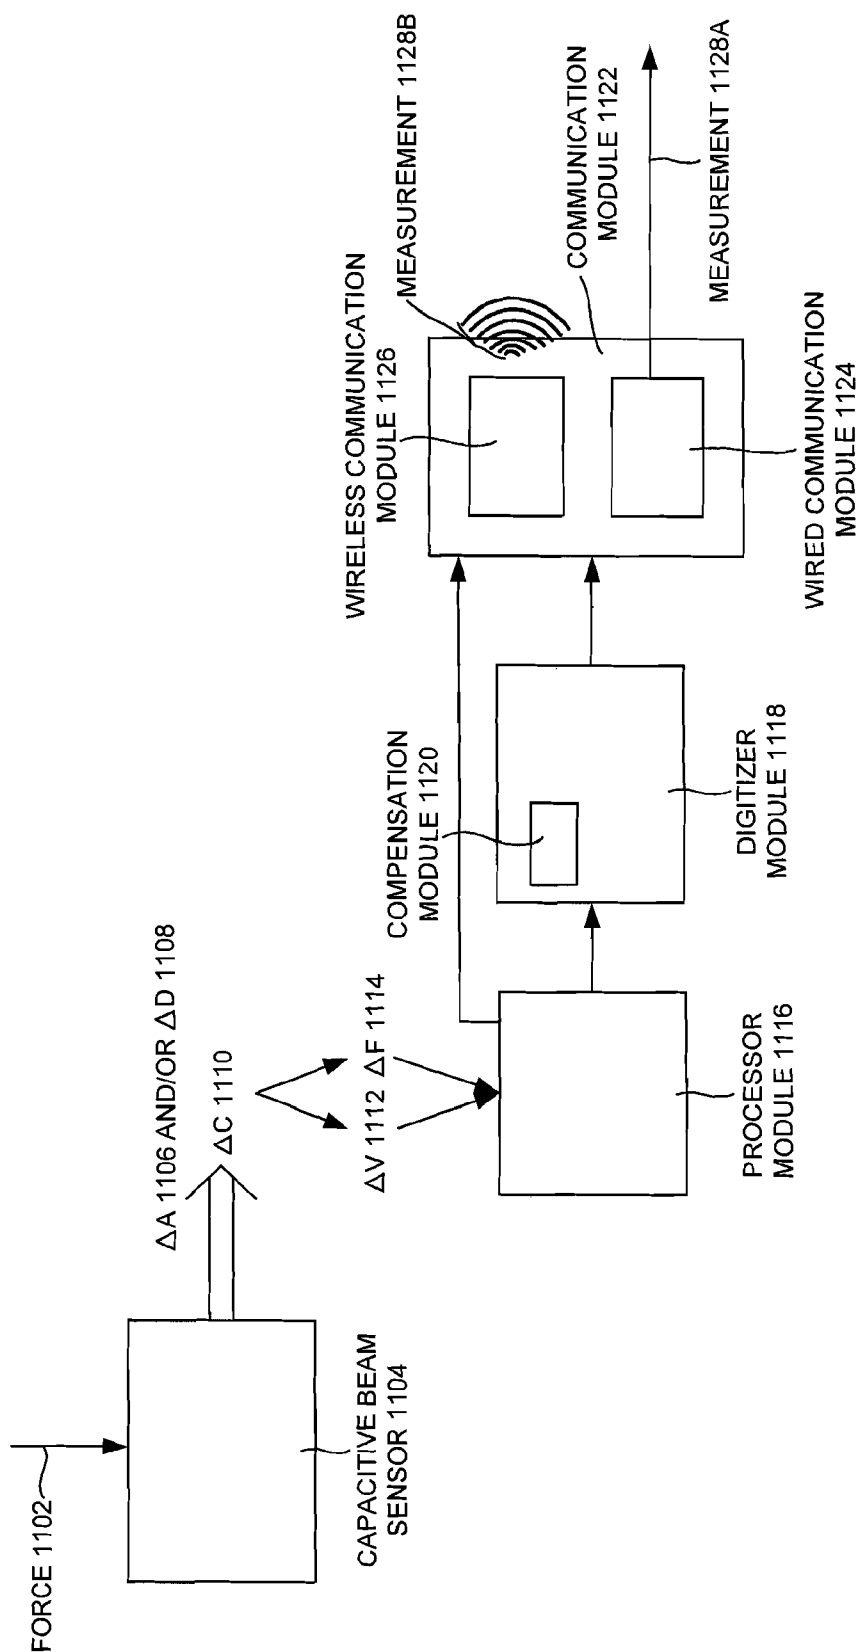 FORCE 1102
CAPACITIVE BEAM
SENSOR 1104
ΔA 1106 AND/OR ΔD 1108
ΔC 1110
ΔV 1112 ΔF 1114
PROCESSOR
MODULE 1116
COMPENSATION
MODULE 1120
DIGITIZER
MODULE 1118
WIRELESS COMMUNICATION
MODULE 1126
MEASUREMENT 1128B
COMMUNICATION
MODULE 1122
MEASUREMENT 1128A
WIRED COMMUNICATION
MODULE 1124